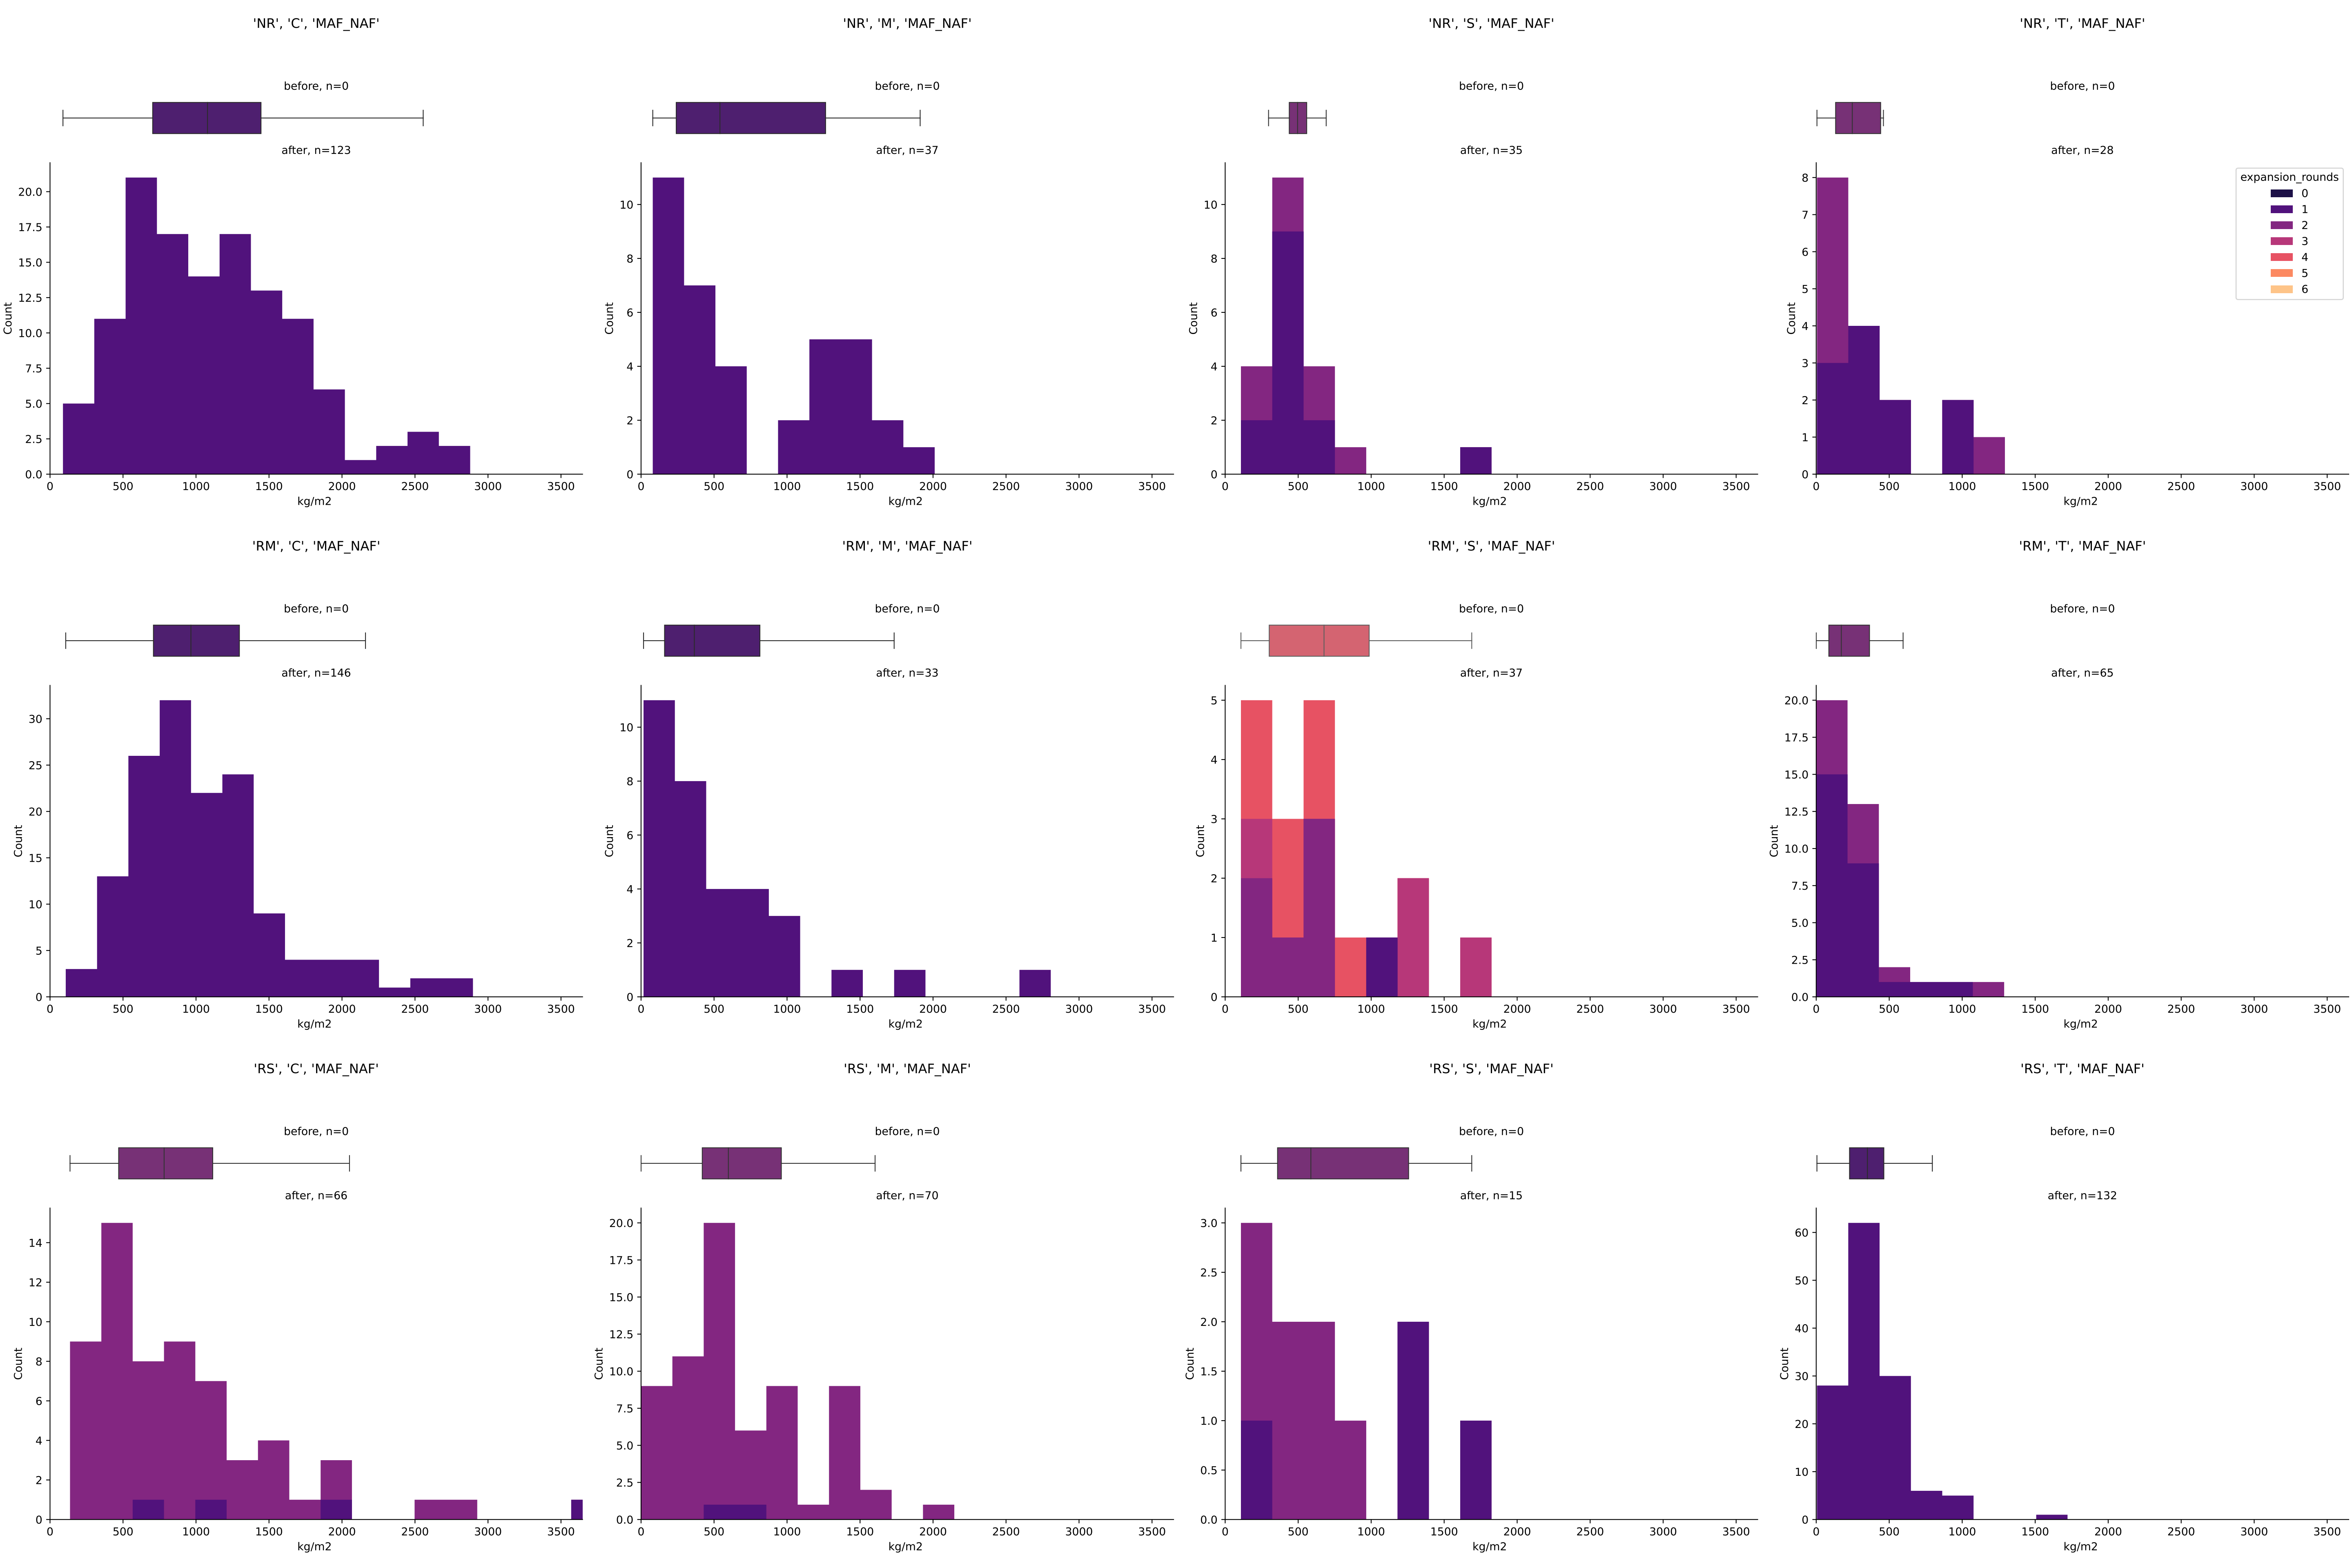 'NR', 'C', 'MAF_NAF'
before, n=0
after, n=123
Count
20.0
17.5
15.0
12.5
10.0
7.5
5.0
2.5
0.0
0 500 1000 1500 2000 2500 3000 3500
kg/m2
'NR', 'M', 'MAF_NAF'
before, n=0
after, n=37
Count
10
8
6
4
2
0
0 500 1000 1500 2000 2500 3000 3500
kg/m2
'NR', 'S', 'MAF_NAF'
before, n=0
after, n=35
Count
10
8
6
4
2
0
0 500 1000 1500 2000 2500 3000 3500
kg/m2
'NR', 'T', 'MAF_NAF'
before, n=0
after, n=28
expansion_rounds
0
1
2
3
4
5
6
Count
8
7
6
5
4
3
2
1
0
0 500 1000 1500 2000 2500 3000 3500
kg/m2
'RM', 'C', 'MAF_NAF'
before, n=0
after, n=146
Count
30
25
20
15
10
5
0
0 500 1000 1500 2000 2500 3000 3500
kg/m2
'RM', 'M', 'MAF_NAF'
before, n=0
after, n=33
Count
10
8
6
4
2
0
0 500 1000 1500 2000 2500 3000 3500
kg/m2
'RM', 'S', 'MAF_NAF'
before, n=0
after, n=37
Count
5
4
3
2
1
0
0 500 1000 1500 2000 2500 3000 3500
kg/m2
'RM', 'T', 'MAF_NAF'
before, n=0
after, n=65
Count
20.0
17.5
15.0
12.5
10.0
7.5
5.0
2.5
0.0
0 500 1000 1500 2000 2500 3000 3500
kg/m2
'RS', 'C', 'MAF_NAF'
before, n=0
after, n=66
Count
14
12
10
8
6
4
2
0
0 500 1000 1500 2000 2500 3000 3500
kg/m2
'RS', 'M', 'MAF_NAF'
before, n=0
after, n=70
Count
20.0
17.5
15.0
12.5
10.0
7.5
5.0
2.5
0.0
0 500 1000 1500 2000 2500 3000 3500
kg/m2
'RS', 'S', 'MAF_NAF'
before, n=0
after, n=15
Count
3.0
2.5
2.0
1.5
1.0
0.5
0.0
0 500 1000 1500 2000 2500 3000 3500
kg/m2
'RS', 'T', 'MAF_NAF'
before, n=0
after, n=132
Count
60
50
40
30
20
10
0
0 500 1000 1500 2000 2500 3000 3500
kg/m2